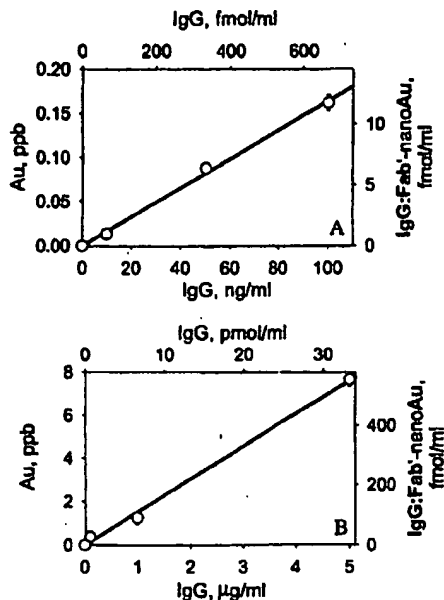 IgG, fmol/ml
0 200 400 600
0.20
0.15
0.10
0.05
0.00
Au, ppb
10
5
0
IgG:Fab'-nanoAu,
fmol/ml
A
0 20 40 60 80 100
IgG, ng/ml
IgG, pmol/ml
0 10 20 30
8
6
4
2
0
Au, ppb
400
200
0
IgG:Fab'-nanoAu,
fmol/ml
B
0 1 2 3 4 5
IgG, µg/ml